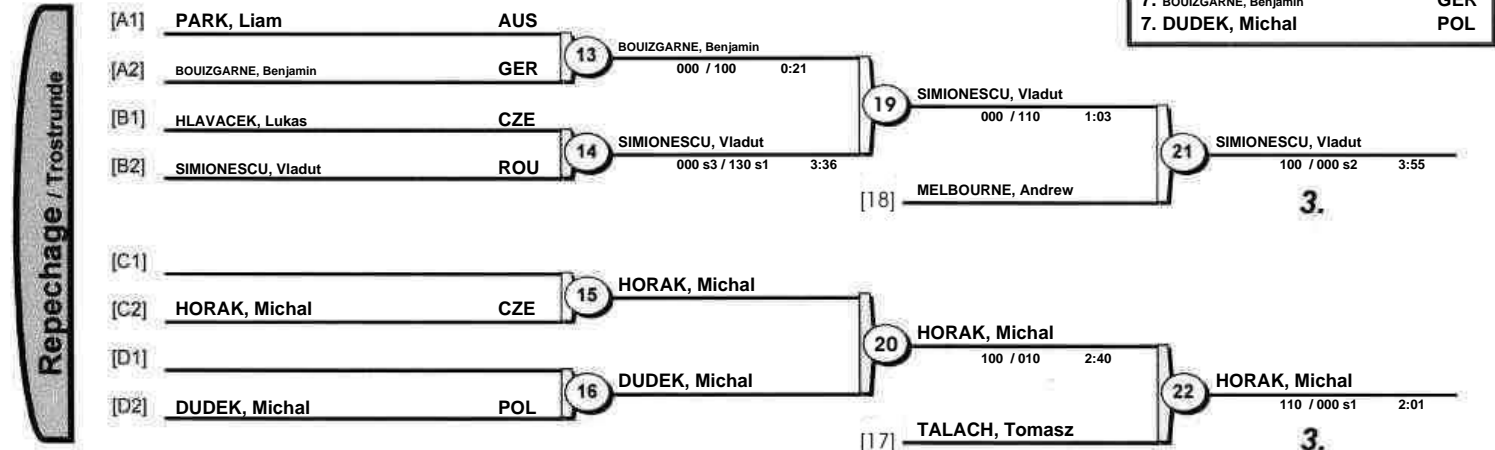 7. BOUIZGARNE, Benjamin GER
7. DUDEK, Michal POL
Repechage / Trostrunde
[A1] PARK, Liam AUS
13
BOUIZGARNE, Benjamin
000 / 100 0:21
[A2] BOUIZGARNE, Benjamin GER
19
SIMIONESCU, Vladut
000 / 110 1:03
[B1] HLAVACEK, Lukas CZE
14
SIMIONESCU, Vladut
000 s3 / 130 s1 3:36
[B2] SIMIONESCU, Vladut ROU
21
SIMIONESCU, Vladut
100 / 000 s2 3:55
[18] MELBOURNE, Andrew
3.
[C1]
15
HORAK, Michal
[C2] HORAK, Michal CZE
20
HORAK, Michal
100 / 010 2:40
[D1]
16
DUDEK, Michal
[D2] DUDEK, Michal POL
22
HORAK, Michal
110 / 000 s1 2:01
[17] TALACH, Tomasz
3.